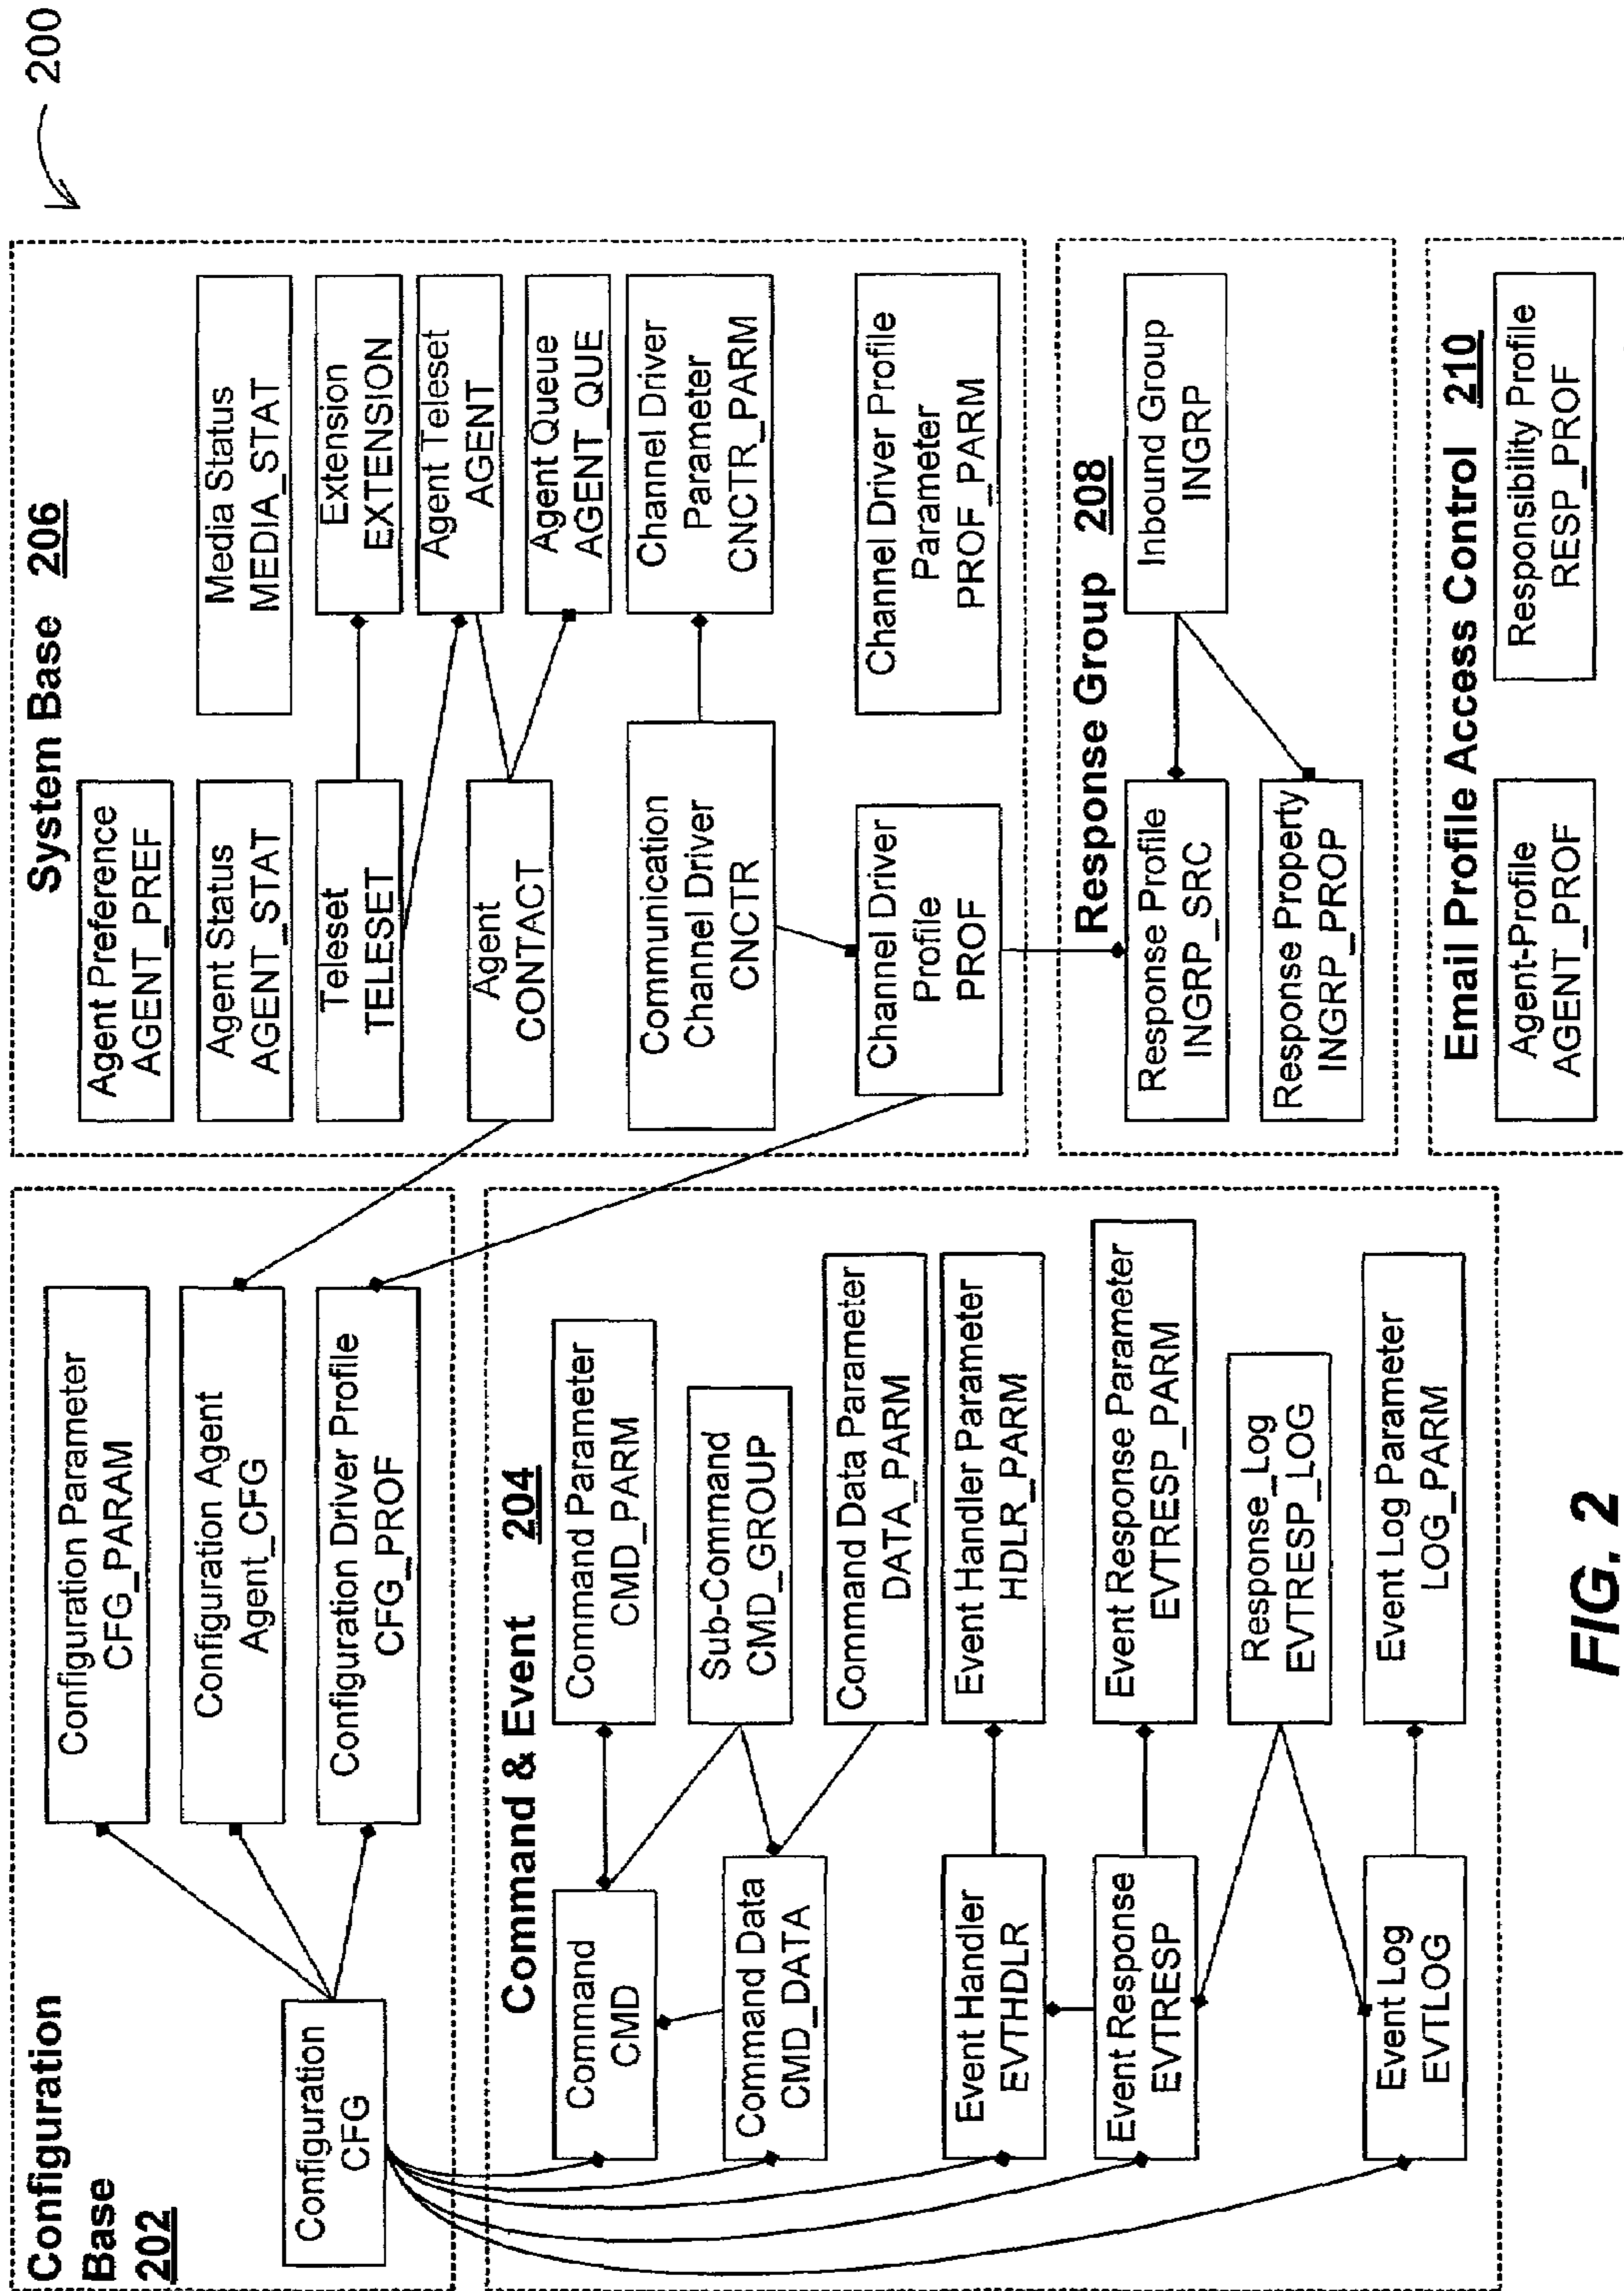 200
Configuration
Base
202
Configuration
CFG
Configuration Parameter
CFG_PARAM
Configuration Agent
Agent_CFG
Configuration Driver Profile
CFG_PROF
Command & Event 204
Command
CMD
Command Parameter
CMD_PARM
Sub-Command
CMD_GROUP
Command Data
CMD_DATA
Command Data Parameter
DATA_PARM
Event Handler
EVTHDLR
Event Handler Parameter
HDLR_PARM
Event Response
EVTRESP
Event Response Parameter
EVTRESP_PARM
Response_Log
EVTRESP_LOG
Event Log
EVTLOG
Event Log Parameter
LOG_PARM
System Base 206
Agent Preference
AGENT_PREF
Agent Status
AGENT_STAT
Media Status
MEDIA_STAT
Teleset
TELESET
Extension
EXTENSION
Agent Teleset
AGENT
Agent
CONTACT
Agent Queue
AGENT_QUE
Communication
Channel Driver
CNCTR
Channel Driver
Parameter
CNCTR_PARM
Channel Driver
Profile
PROF
Channel Driver Profile
Parameter
PROF_PARM
Response Group 208
Response Profile
INGRP_SRC
Inbound Group
INGRP
Response Property
INGRP_PROP
Email Profile Access Control 210
Agent-Profile
AGENT_PROF
Responsibility Profile
RESP_PROF
FIG. 2